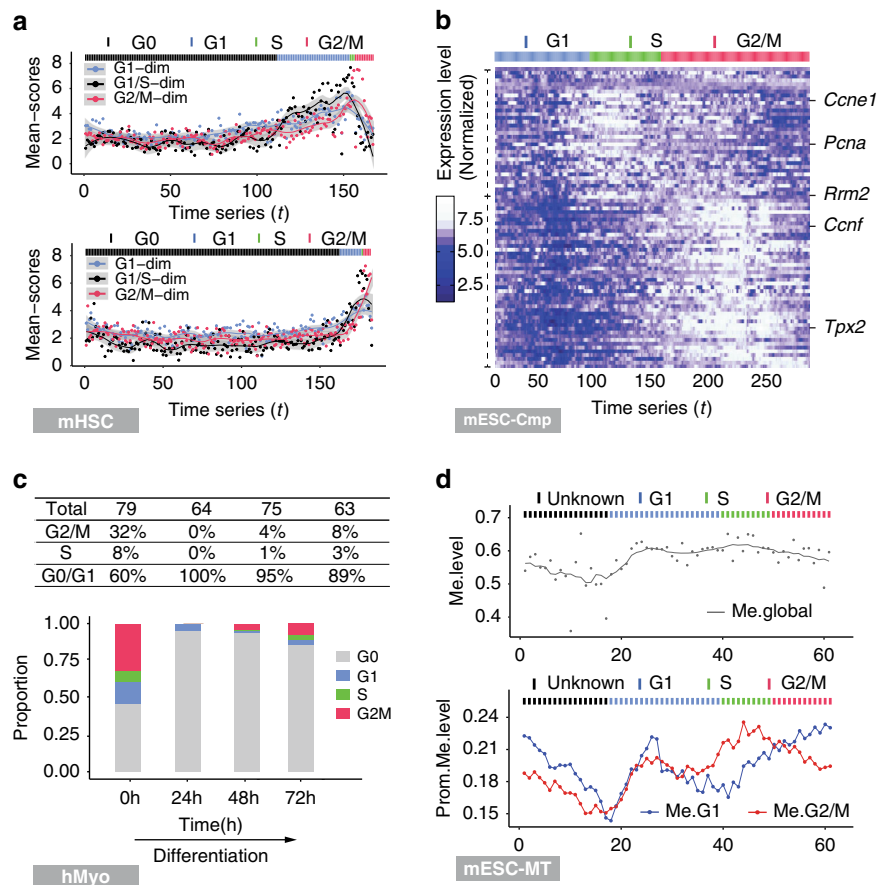 a
G0 G1 S G2/M
Mean-scores
8
6
4
2
0
G1-dim
G1/S-dim
G2/M-dim
0 50 100 150
Time series (t)
G0 G1 S G2/M
Mean-scores
8
6
4
2
0
G1-dim
G1/S-dim
G2/M-dim
0 50 100 150
Time series (t)
mHSC
b
G1 S G2/M
Expression level
(Normalized)
7.5
5.0
2.5
Ccne1
Pcna
Rrm2
Ccnf
Tpx2
0 50 100 150 200 250
Time series (t)
mESC-Cmp
c
Total 79 64 75 63
G2/M 32% 0% 4% 8%
S 8% 0% 1% 3%
G0/G1 60% 100% 95% 89%
Proportion
1.00
0.75
0.50
0.25
0.00
G0
G1
S
G2M
0h 24h 48h 72h
Time(h)
Differentiation
hMyo
d
Unknown G1 S G2/M
Me.level
0.7
0.6
0.5
0.4
Me.global
0 20 40 60
Unknown G1 S G2/M
Prom.Me.level
0.24
0.21
0.18
0.15
Me.G1 Me.G2/M
0 20 40 60
mESC-MT